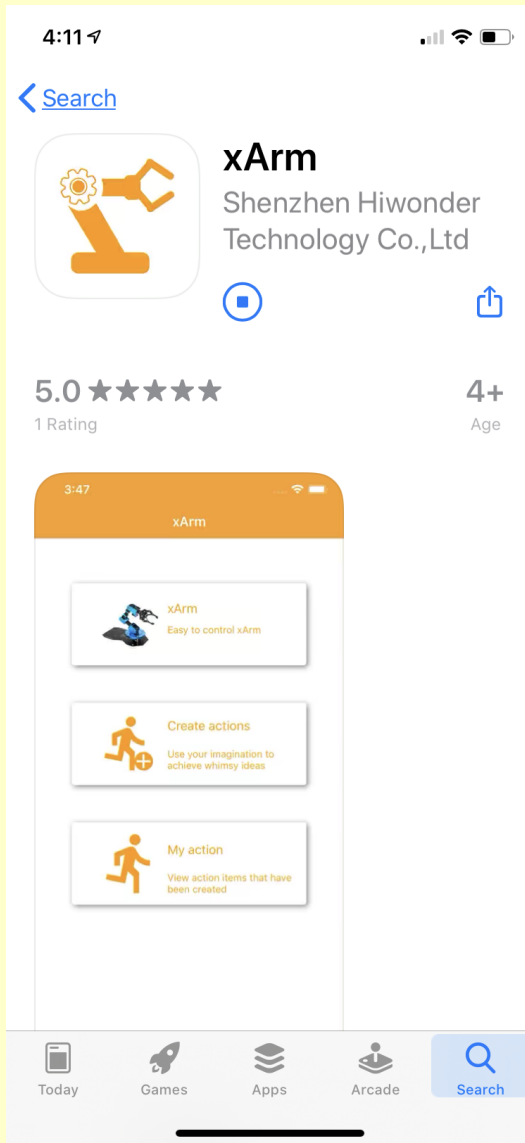 4:11
Search
xArm
Shenzhen Hiwonder
Technology Co.,Ltd
5.0 ★★★★★
4+
1 Rating
Age
3:47
xArm
xArm
Easy to control xArm
Create actions
Use your imagination to
achieve whimsy ideas
My action
View action items that have
been created
Today
Games
Apps
Arcade
Search